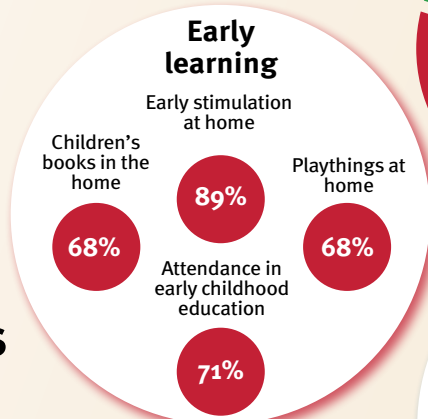 Early
learning
Early stimulation
at home
89%
Children’s
books in the
home
68%
Playthings at
home
68%
Attendance in
early childhood
education
71%
s